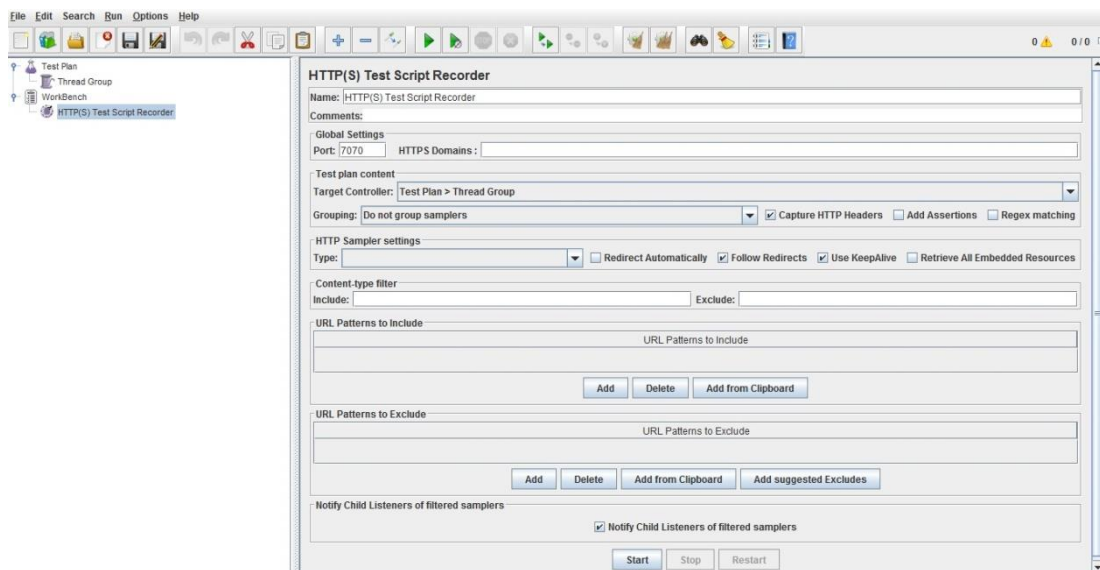 File Edit Search Run Options Help
0 0/0
Test Plan
Thread Group
WorkBench
HTTP(S) Test Script Recorder
HTTP(S) Test Script Recorder
Name: HTTP(S) Test Script Recorder
Comments:
Global Settings
Port: 7070 HTTPS Domains :
Test plan content
Target Controller: Test Plan > Thread Group
Grouping: Do not group samplers Capture HTTP Headers Add Assertions Regex matching
HTTP Sampler settings
Type: Redirect Automatically Follow Redirects Use KeepAlive Retrieve All Embedded Resources
Content-type filter
Include: Exclude:
URL Patterns to Include
URL Patterns to Include
Add Delete Add from Clipboard
URL Patterns to Exclude
URL Patterns to Exclude
Add Delete Add from Clipboard Add suggested Excludes
Notify Child Listeners of filtered samplers
Notify Child Listeners of filtered samplers
Start Stop Restart